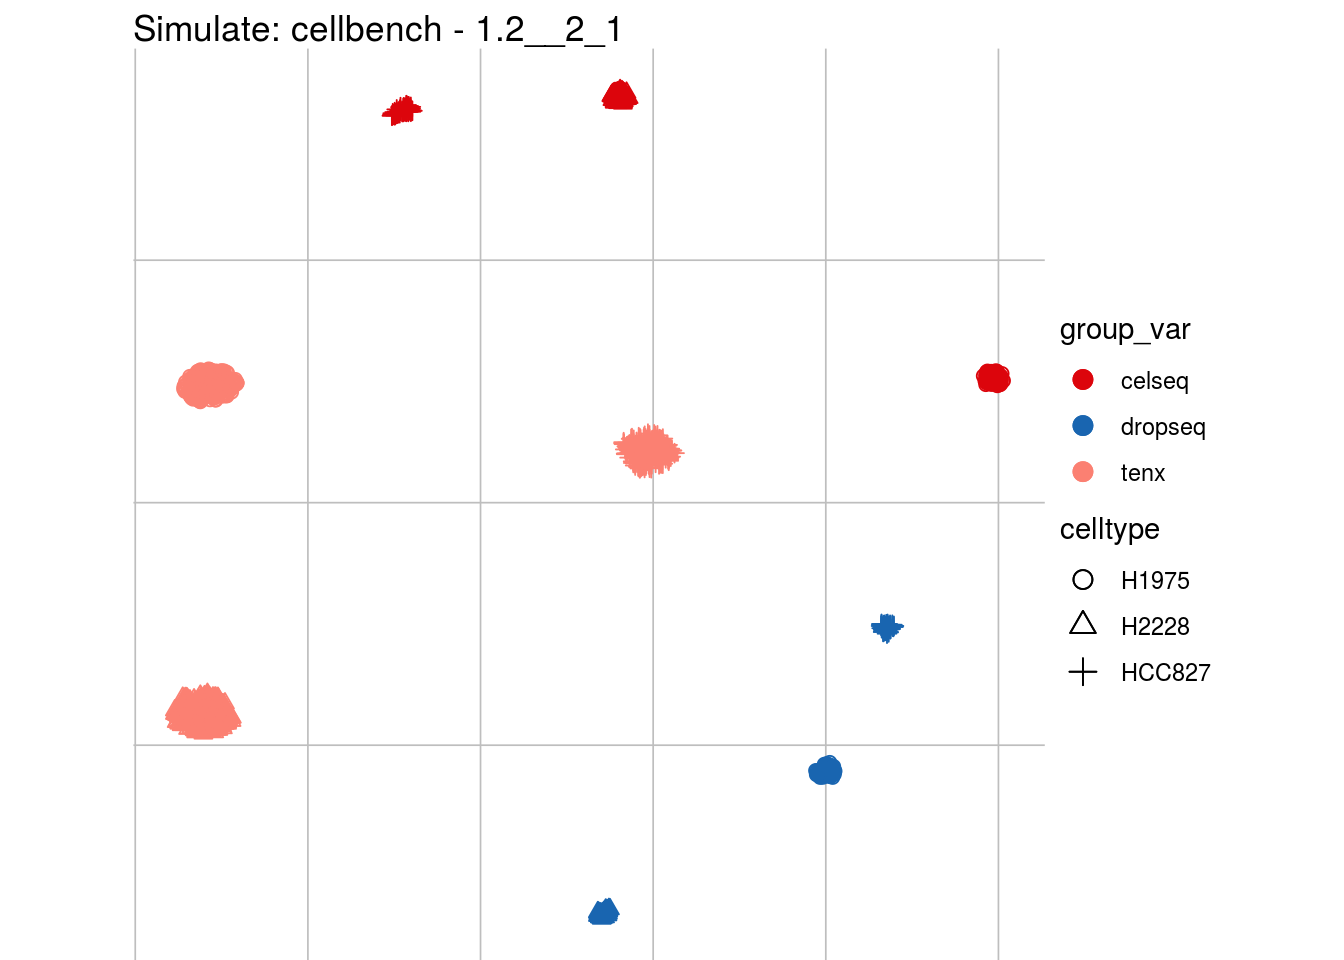 Simulate: cellbench - 1.2__2_1
group_var
celseq
dropseq
tenx
celltype
H1975
H2228
HCC827